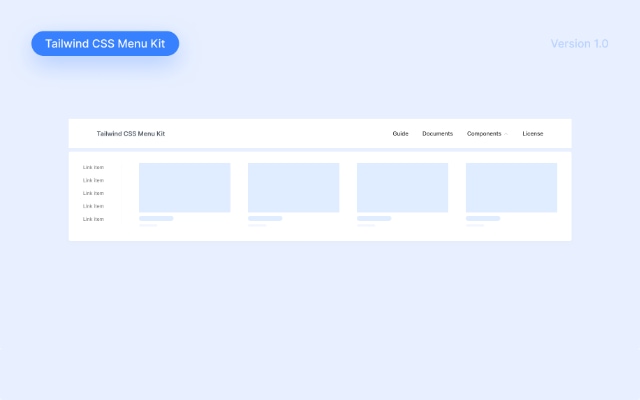 Tailwind CSS Menu Kit
Version 1.0
Tailwind CSS Menu Kit
Guide
Documents
Components
License
Link Item
Link Item
Link Item
Link Item
Link Item